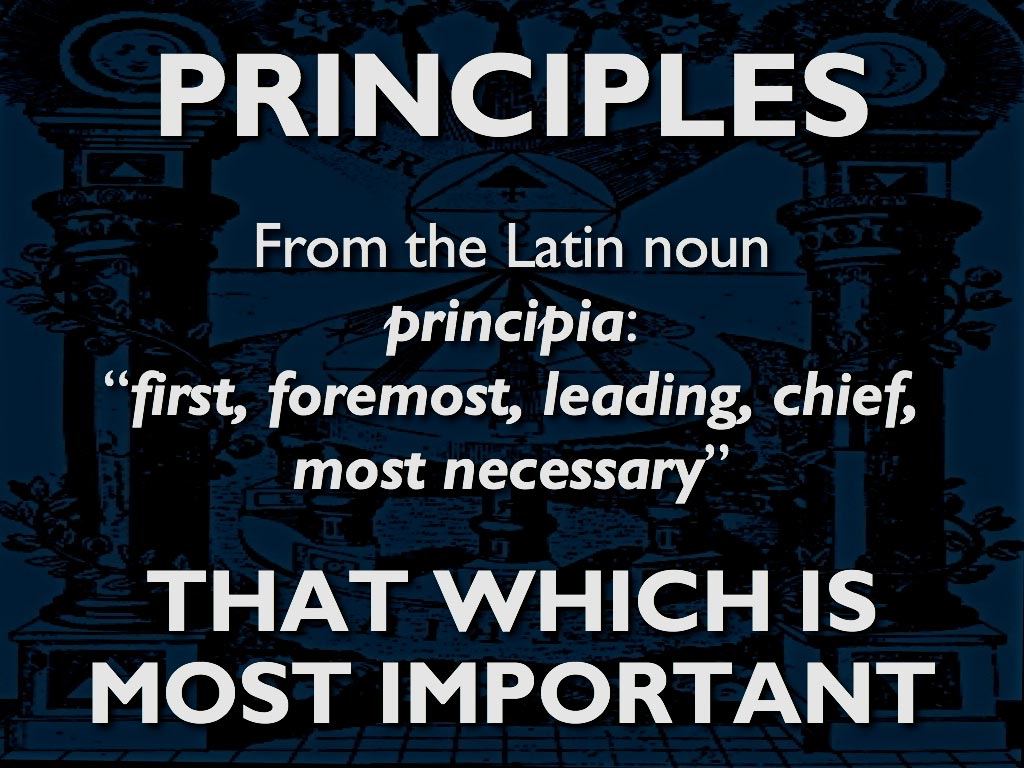 PRINCIPLES
From the Latin noun
principia:
“first, foremost, leading, chief,
most necessary”
THAT WHICH IS
MOST IMPORTANT